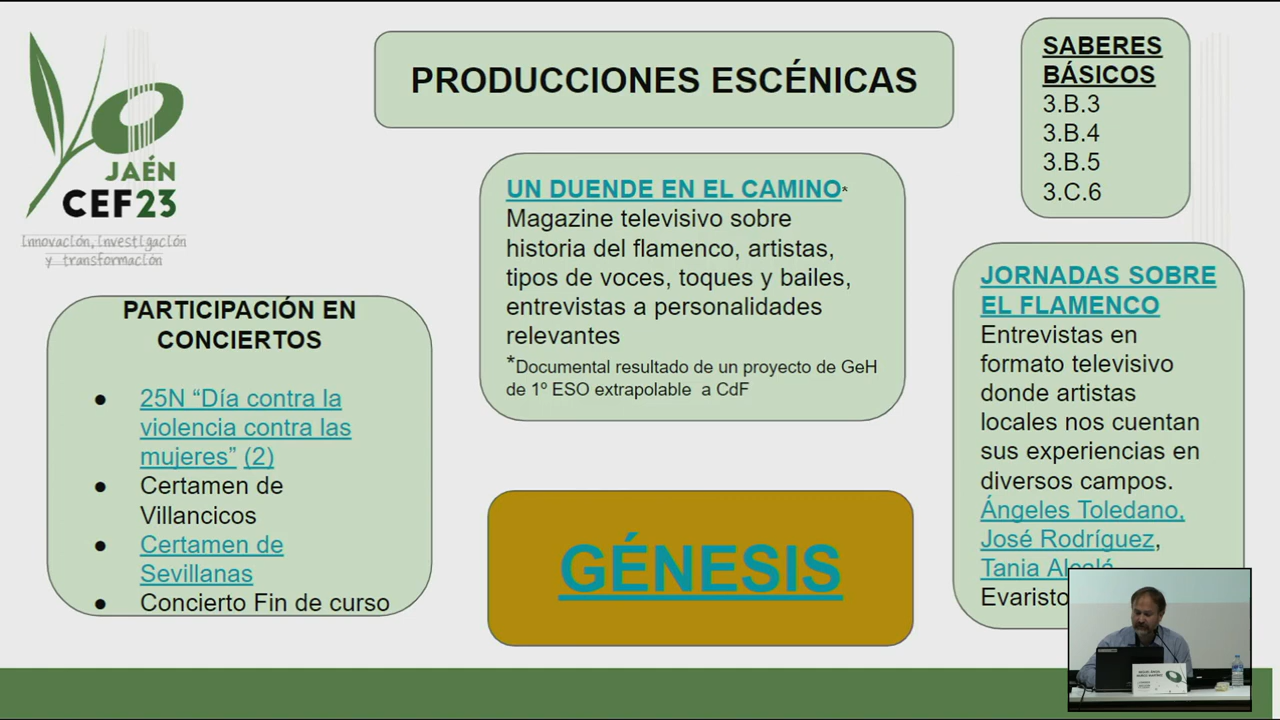 JAÉN
CEF23
Innovación, investigación
y transformación
PRODUCCIONES ESCÉNICAS
SABERES
BÁSICOS
3.B.3
3.B.4
3.B.5
3.C.6
UN DUENDE EN EL CAMINO*
Magazine televisivo sobre
historia del flamenco, artistas,
tipos de voces, toques y bailes,
entrevistas a personalidades
relevantes
*Documental resultado de un proyecto de GeH
de 1º ESO extrapolable a CdF
PARTICIPACIÓN EN
CONCIERTOS
● 25N “Día contra la
violencia contra las
mujeres” (2)
● Certamen de
Villancicos
● Certamen de
Sevillanas
● Concierto Fin de curso
GÉNESIS
JORNADAS SOBRE
EL FLAMENCO
Entrevistas en
formato televisivo
donde artistas
locales nos cuentan
sus experiencias en
diversos campos.
Ángeles Toledano,
José Rodríguez,
Tania Alcalá
Evaristo